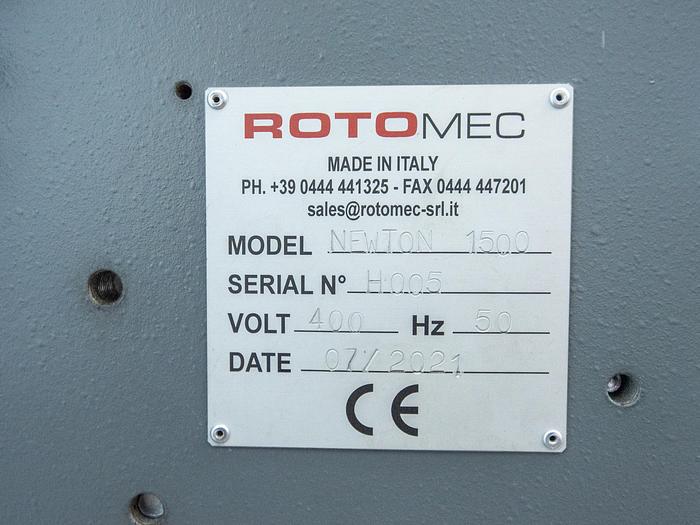 ROTOMEC
MADE IN ITALY
PH. +39 0444 441325 - FAX 0444 447201
sales@rotomec-srl.it
MODEL NEWTON 1500
SERIAL N° H005
VOLT 400 Hz 50
DATE 07/2021
CE